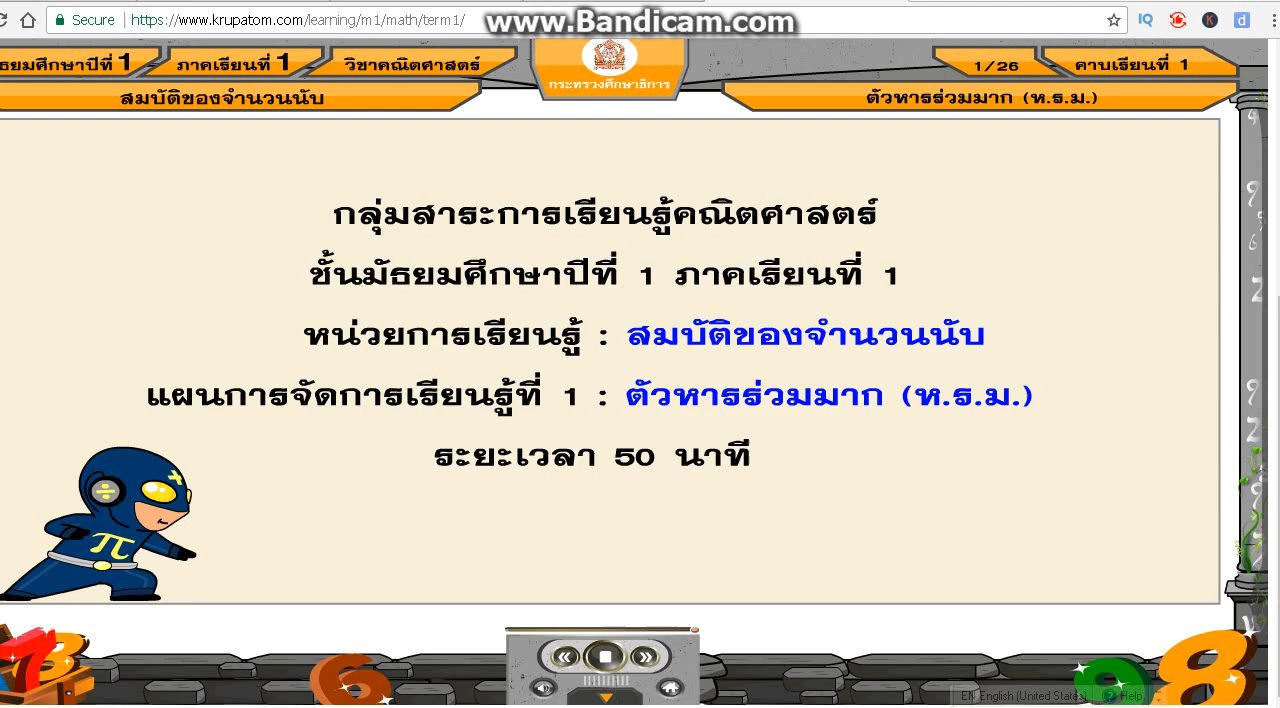 Secure https://www.krupatom.com/learning/m1/math/term1/
www.Bandicam.com
ธยมศึกษาปีที่ 1
ภาคเรียนที่ 1
วิชาคณิตศาสตร์
กระทรวงศึกษาธิการ
1/26
คาบเรียนที่ 1
สมบัติของจำนวนนับ
ตัวหารร่วมมาก (ห.ร.ม.)
กลุ่มสาระการเรียนรู้คณิตศาสตร์
ชั้นมัธยมศึกษาปีที่ 1 ภาคเรียนที่ 1
หน่วยการเรียนรู้ : สมบัติของจำนวนนับ
แผนการจัดการเรียนรู้ที่ 1 : ตัวหารร่วมมาก (ห.ร.ม.)
ระยะเวลา 50 นาที
÷ +
π
7 3 6 9 8
EN English (United States) Help